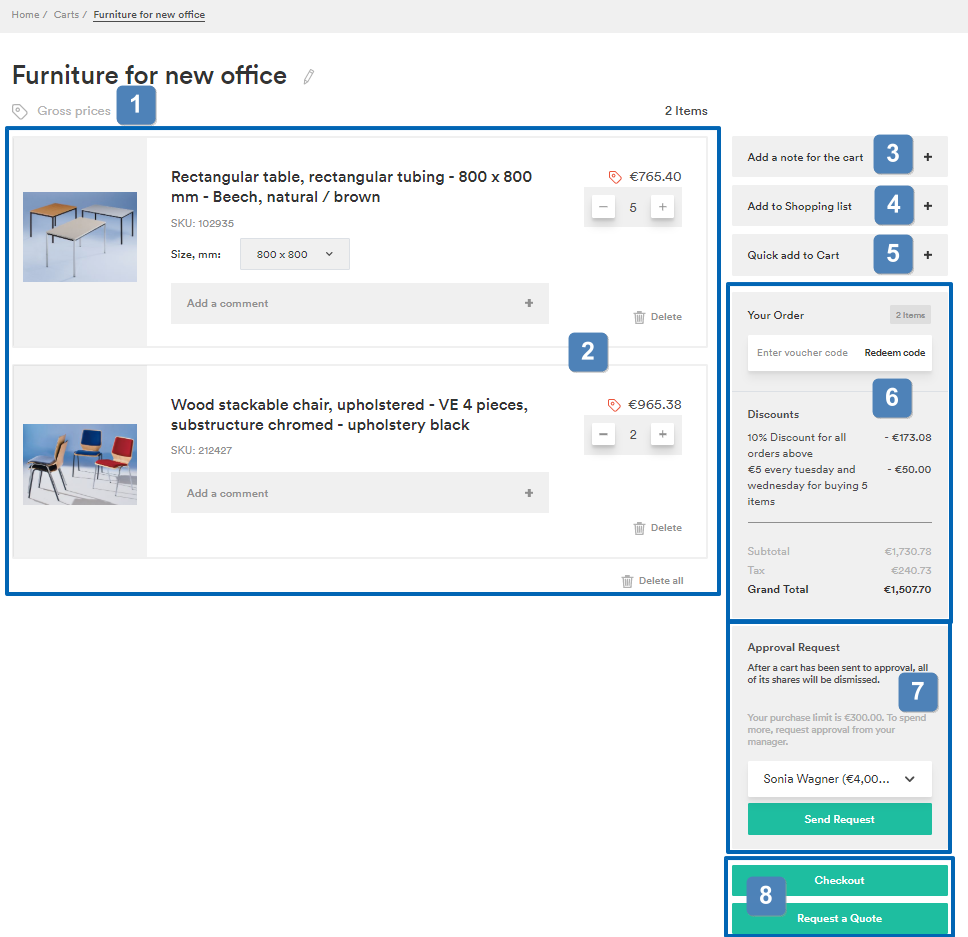 Home / Carts / Furniture for new office
Furniture for new office
Gross prices
1
2 Items
Rectangular table, rectangular tubing - 800 x 800
mm - Beech, natural / brown
€765.40
− 5 +
SKU: 102935
Size, mm: 800 x 800
Add a comment +
Delete
2
Wood stackable chair, upholstered - VE 4 pieces,
substructure chromed - upholstery black
€965.38
− 2 +
SKU: 212427
Add a comment +
Delete
Delete all
Add a note for the cart 3 +
Add to Shopping list 4 +
Quick add to Cart 5 +
Your Order 2 Items
Enter voucher code Redeem code
6
Discounts
10% Discount for all - €173.08
orders above
€5 every tuesday and - €50.00
wednesday for buying 5
items
Subtotal €1,730.78
Tax €240.73
Grand Total €1,507.70
Approval Request
After a cart has been sent to approval, all
of its shares will be dismissed.
7
Your purchase limit is €300.00. To spend
more, request approval from your
manager.
Sonia Wagner (€4,00...
Send Request
Checkout
8
Request a Quote